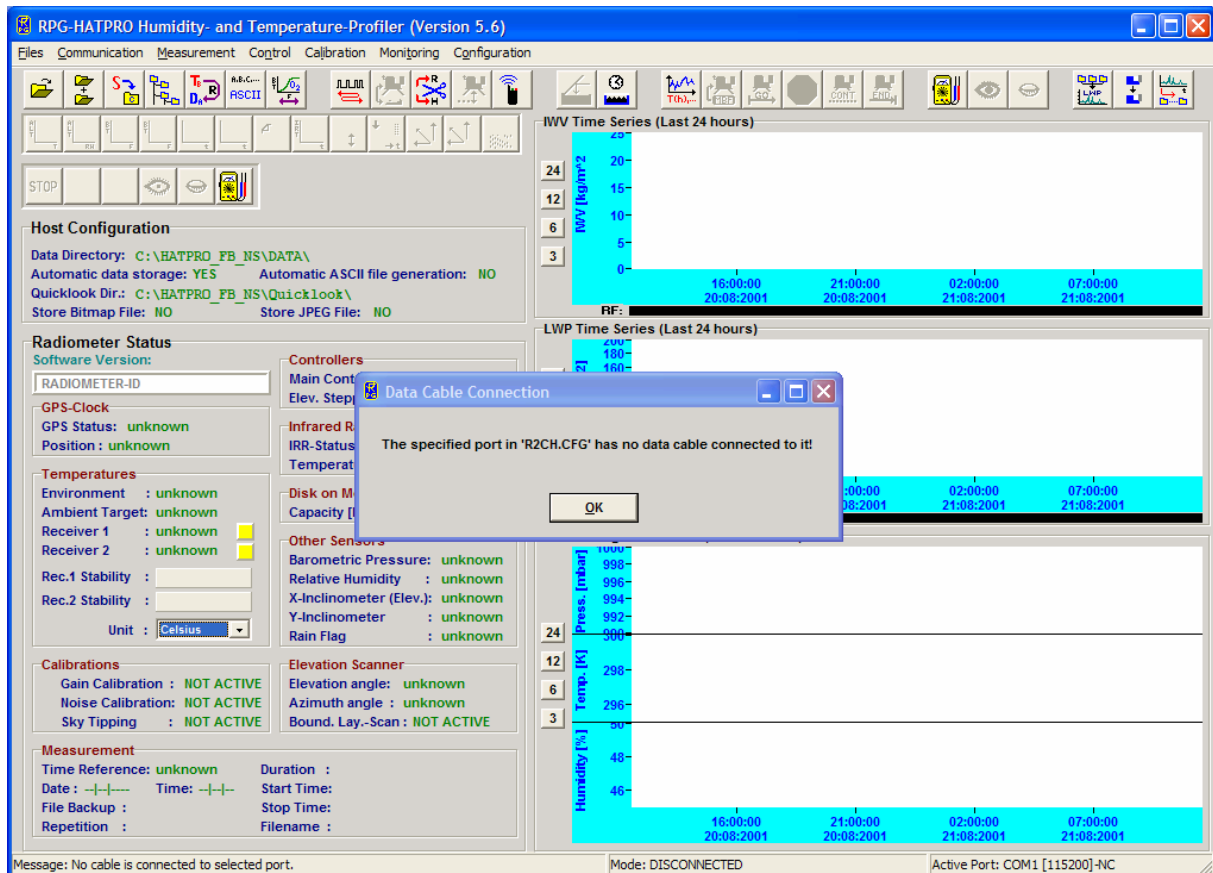 RPG-HATPRO Humidity- and Temperature-Profiler (Version 5.6)
Files Communication Measurement Control Calibration Monitoring Configuration
A,B,C,...
ASCII
T(h),...
GO
CONT
END
LWP
STOP
Host Configuration
Data Directory: C:\HATPRO_FB_NS\DATA\
Automatic data storage: YES Automatic ASCII file generation: NO
Quicklook Dir.: C:\HATPRO_FB_NS\Quicklook\
Store Bitmap File: NO Store JPEG File: NO
Radiometer Status
Software Version:
RADIOMETER-ID
GPS-Clock
GPS Status: unknown
Position : unknown
Temperatures
Environment : unknown
Ambient Target: unknown
Receiver 1 : unknown
Receiver 2 : unknown
Rec.1 Stability :
Rec.2 Stability :
Unit : Celsius
Controllers
Main Cont
Elev. Step
Infrared R
IRR-Status
Temperat
Disk on M
Capacity [
Other Sensors
Barometric Pressure: unknown
Relative Humidity : unknown
X-Inclinometer (Elev.): unknown
Y-Inclinometer : unknown
Rain Flag : unknown
Calibrations
Gain Calibration : NOT ACTIVE
Noise Calibration: NOT ACTIVE
Sky Tipping : NOT ACTIVE
Elevation Scanner
Elevation angle: unknown
Azimuth angle : unknown
Bound. Lay.-Scan : NOT ACTIVE
Measurement
Time Reference: unknown Duration :
Date : --|--|---- Time: --|--|-- Start Time:
File Backup : Stop Time:
Repetition : Filename :
IWV Time Series (Last 24 hours)
24
12
6
3
IWV [kg/m^2]
25
20
15
10
5
0
16:00:00 21:00:00 02:00:00 07:00:00
20:08:2001 20:08:2001 21:08:2001 21:08:2001
RF:
LWP Time Series (Last 24 hours)
200
180
160
:00:00 02:00:00 07:00:00
08:2001 21:08:2001 21:08:2001
Data Cable Connection
The specified port in 'R2CH.CFG' has no data cable connected to it!
OK
24
12
6
3
Press. [mbar]
1000
998
996
994
992
Temp. [K]
300
298
296
Humidity [%]
50
48
46
16:00:00 21:00:00 02:00:00 07:00:00
20:08:2001 20:08:2001 21:08:2001 21:08:2001
Message: No cable is connected to selected port. Mode: DISCONNECTED Active Port: COM1 [115200]-NC